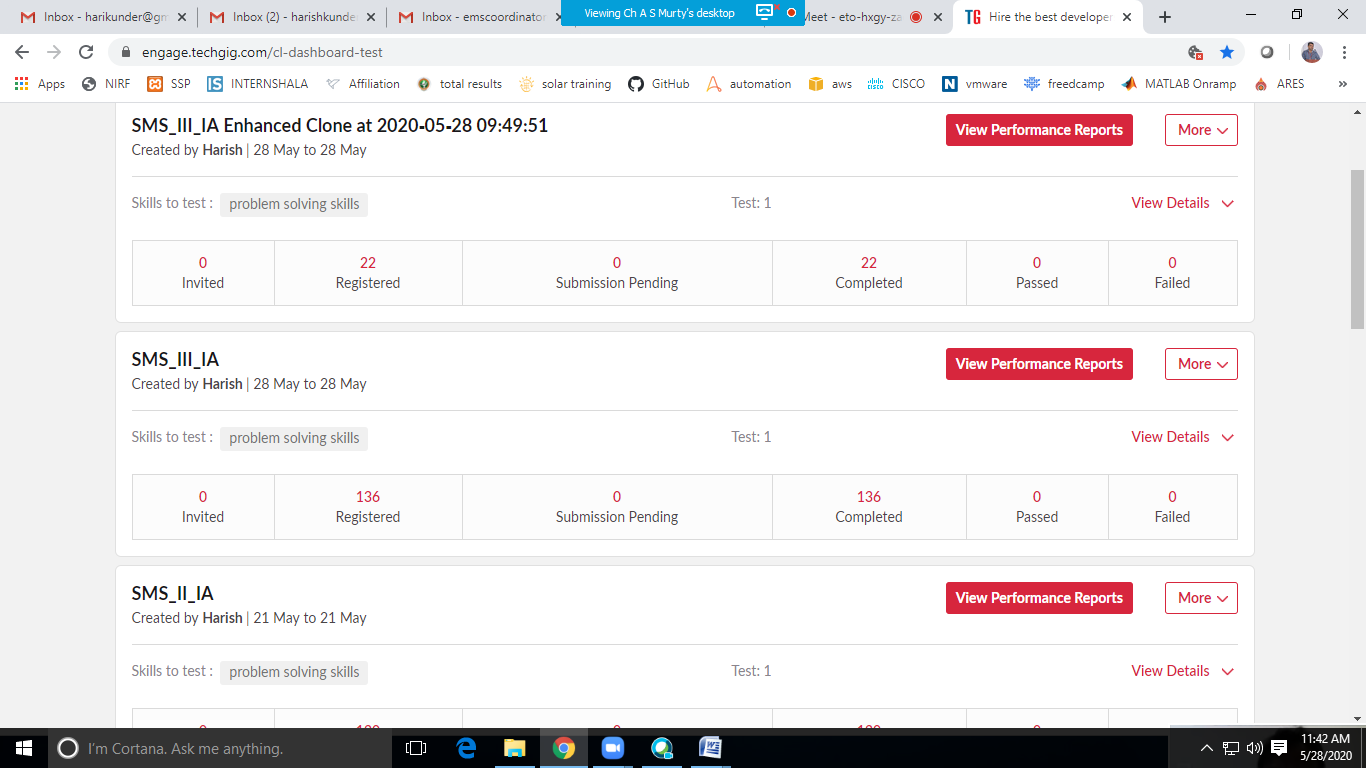 Inbox - harikunder@gm
Inbox (2) - harishkunde
Inbox - emscoordinator
Viewing Ch A S Murty's desktop
Meet - eto-hxgy-za
Hire the best developer
engage.techgig.com/cl-dashboard-test
Apps NIRF SSP INTERNSHALA Affiliation total results solar training GitHub automation aws CISCO vmware freedcamp MATLAB Onramp ARES »
SMS_III_IA Enhanced Clone at 2020-05-28 09:49:51
View Performance Reports
More
Created by Harish | 28 May to 28 May
Skills to test : problem solving skills
Test: 1
View Details
0 22 0 22 0 0
Invited Registered Submission Pending Completed Passed Failed
SMS_III_IA
View Performance Reports
More
Created by Harish | 28 May to 28 May
Skills to test : problem solving skills
Test: 1
View Details
0 136 0 136 0 0
Invited Registered Submission Pending Completed Passed Failed
SMS_II_IA
View Performance Reports
More
Created by Harish | 21 May to 21 May
Skills to test : problem solving skills
Test: 1
View Details
I'm Cortana. Ask me anything.
11:42 AM
5/28/2020